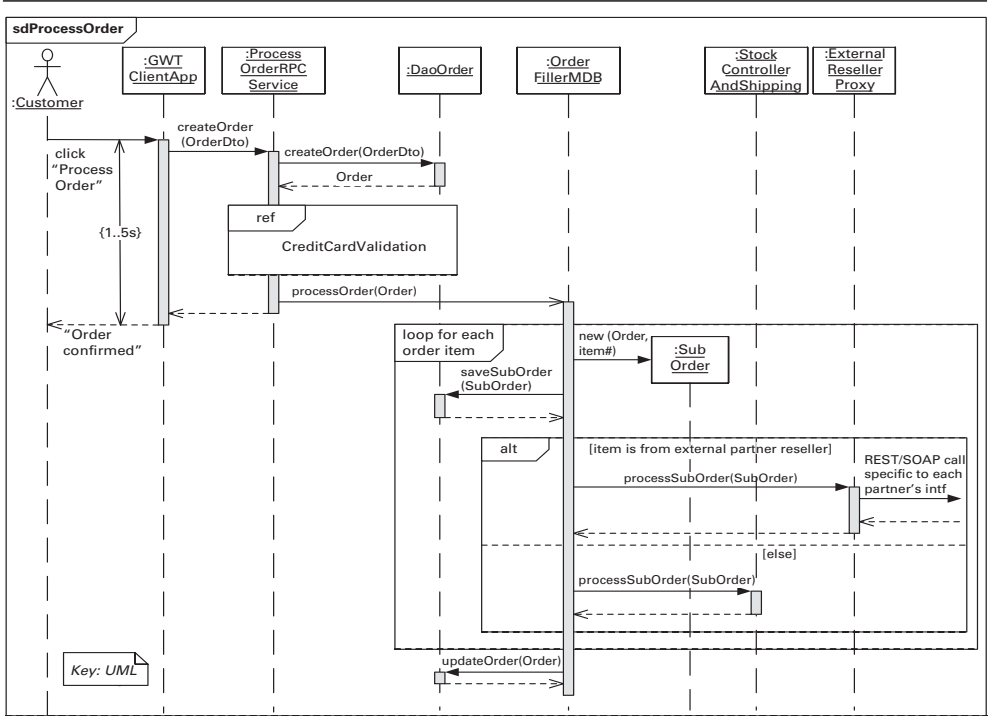 sdProcessOrder
:Customer
:GWT
ClientApp
:Process
OrderRPC
Service
:DaoOrder
:Order
FillerMDB
:Stock
Controller
AndShipping
:External
Reseller
Proxy
click
“Process
Order”
createOrder
(OrderDto)
createOrder(OrderDto)
Order
{1..5s}
ref
CreditCardValidation
processOrder(Order)
“Order
confirmed”
loop for each
order item
new (Order,
item#)
:Sub
Order
saveSubOrder
(SubOrder)
alt
[item is from external partner reseller]
REST/SOAP call
specific to each
partner’s intf
processSubOrder(SubOrder)
[else]
processSubOrder(SubOrder)
updateOrder(Order)
Key: UML